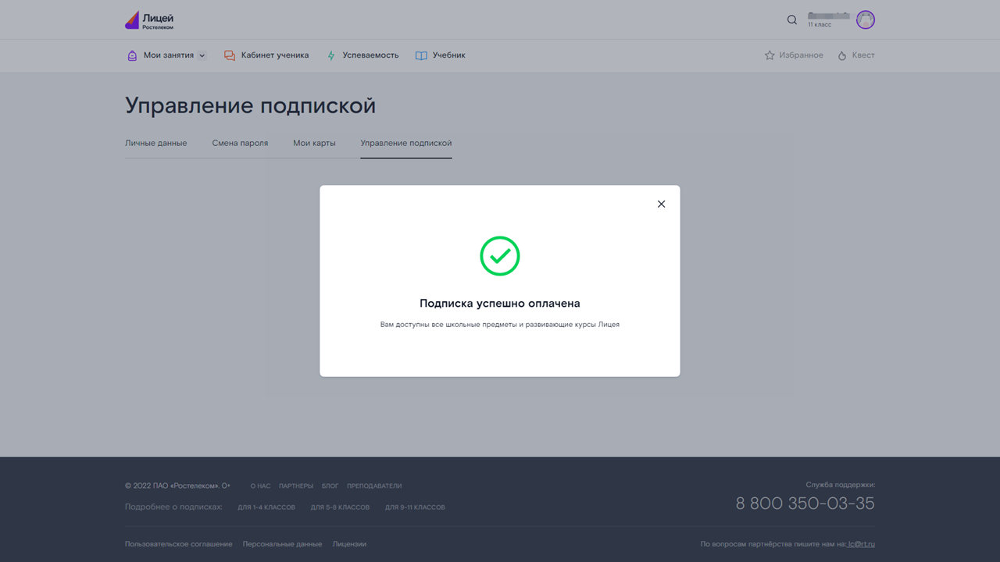 Лицей
Ростелеком
11 класс
Мои занятия
Кабинет ученика
Успеваемость
Учебник
Избранное
Квест
Управление подпиской
Личные данные
Смена пароля
Мои карты
Управление подпиской
Подписка успешно оплачена
Вам доступны все школьные предметы и развивающие курсы Лицея
© 2022 ПАО «Ростелеком». 0+
О НАС
ПАРТНЕРЫ
БЛОГ
ПРЕПОДАВАТЕЛИ
Служба поддержки:
8 800 350-03-35
Подробнее о подписках:
ДЛЯ 1-4 КЛАССОВ
ДЛЯ 5-8 КЛАССОВ
ДЛЯ 9-11 КЛАССОВ
Пользовательское соглашение
Персональные данные
Лицензии
По вопросам партнёрства пишите нам на: lc@rt.ru